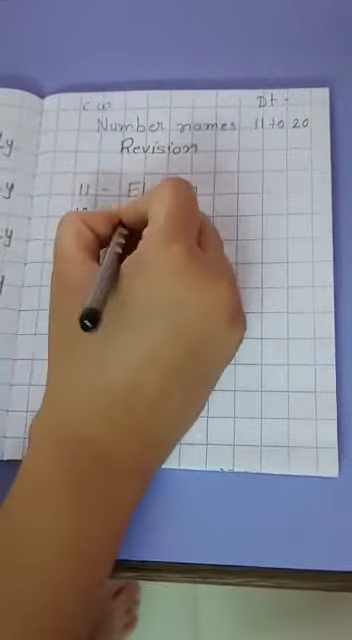 C.W. Dt -
Number names 11 to 20
Revision
11 - El